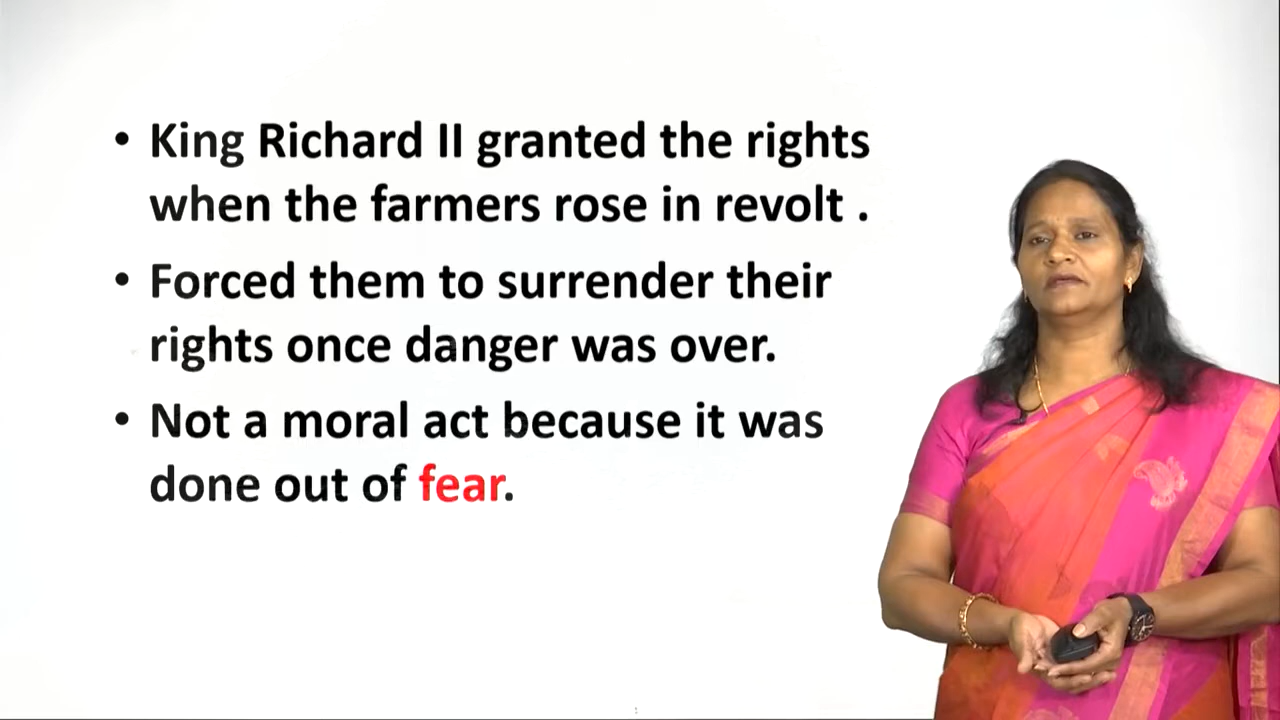 • King Richard II granted the rights
when the farmers rose in revolt .
• Forced them to surrender their
rights once danger was over.
• Not a moral act because it was
done out of fear.